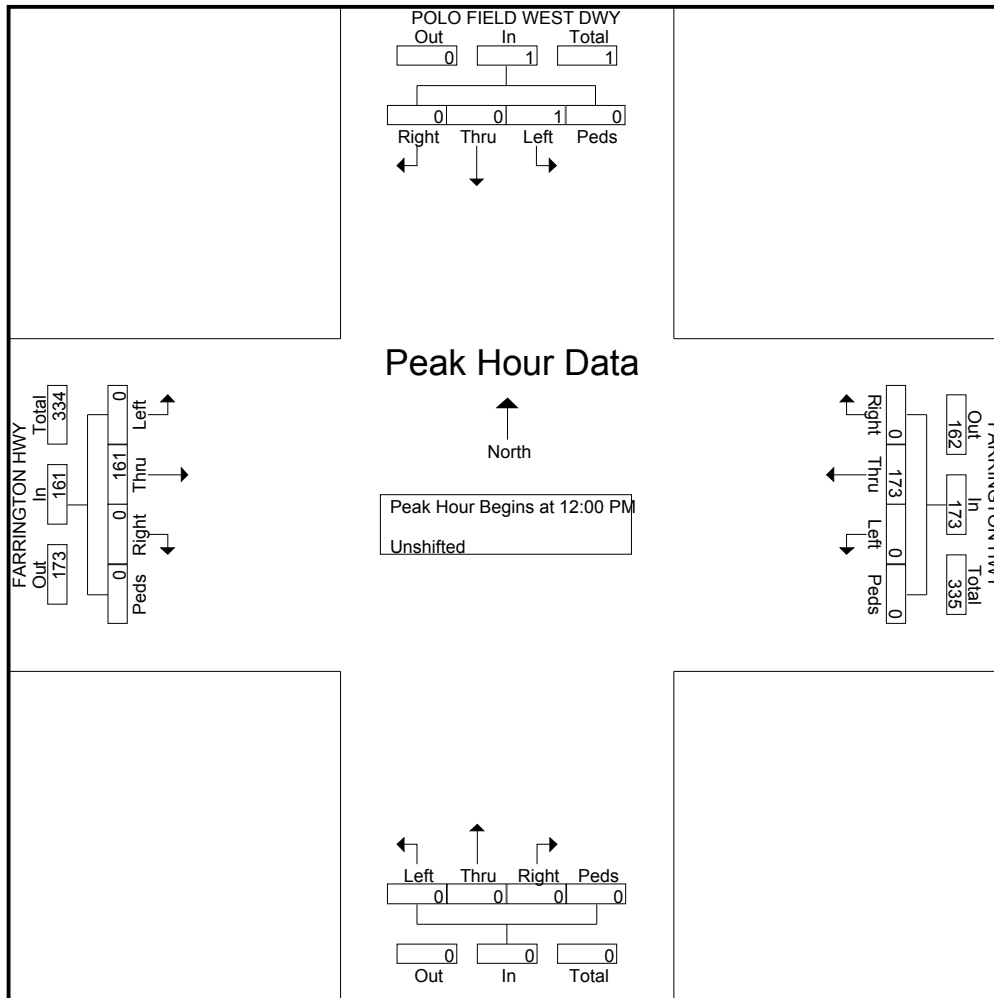 POLO FIELD WEST DWY
Out In Total
0 1 1
0 0 1 0
Right Thru Left Peds
Peak Hour Data
North
Peak Hour Begins at 12:00 PM
Unshifted
FARRINGTON HWY
Total In Out
334 161 173
0 161 0 0
Left Thru Right Peds
FARRINGTON HWY
Out In Total
162 173 335
0 173 0 0
Right Thru Left Peds
Left Thru Right Peds
0 0 0 0
0 0 0
Out In Total